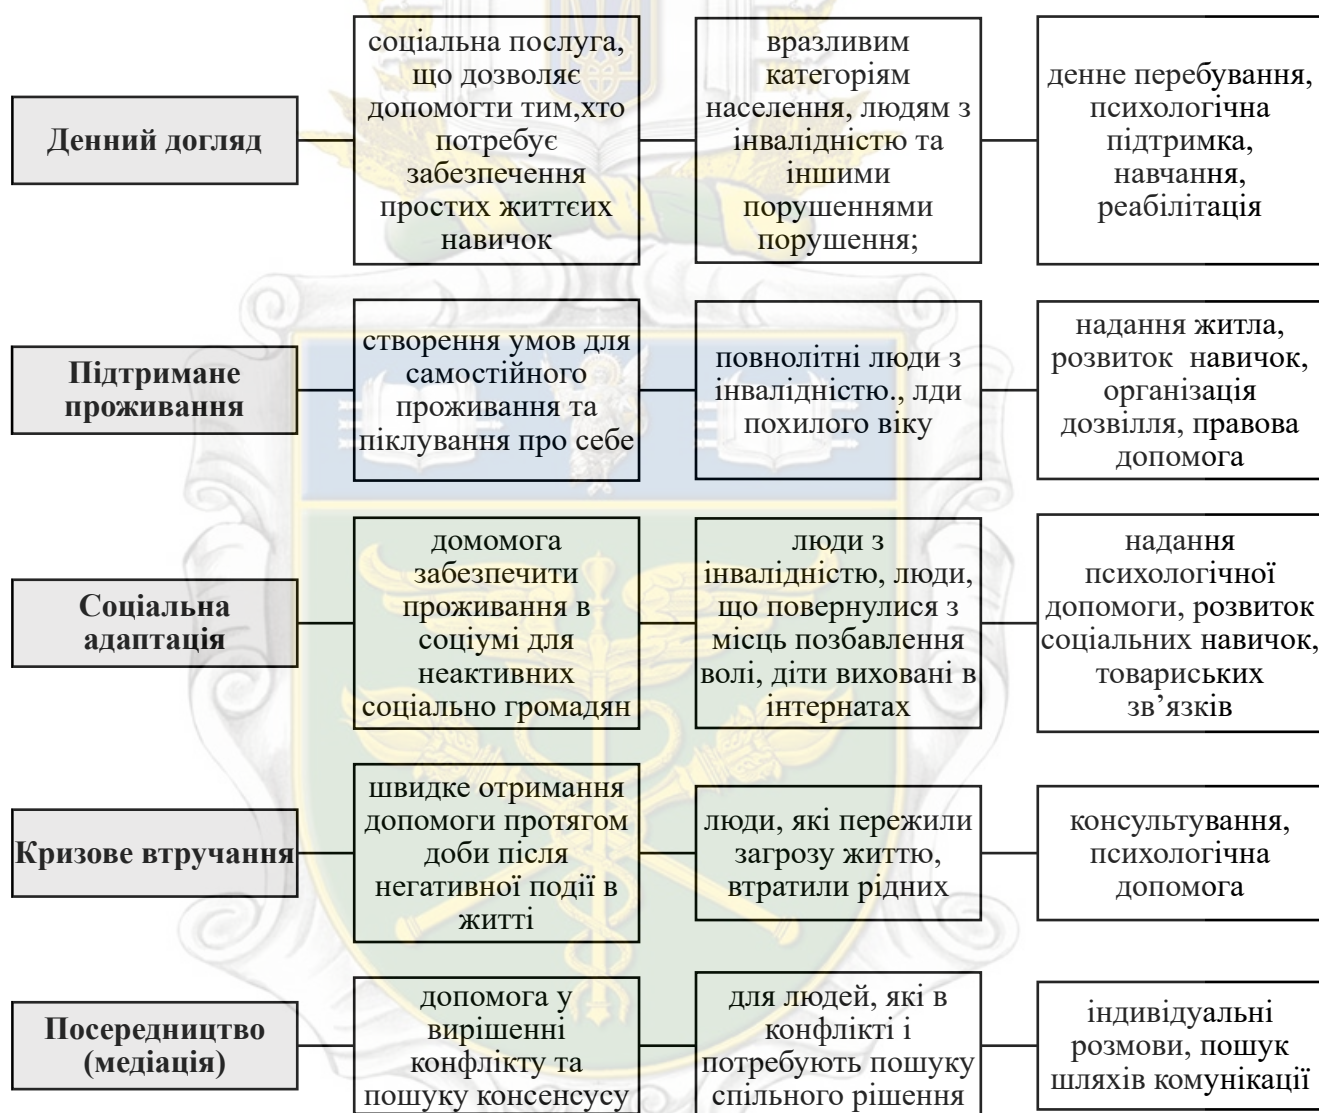 Денний догляд
соціальна послуга,
що дозволяє
допомогти тим,хто
потребує
забезпечення
простих життєих
навичок
вразливим
категоріям
населення, людям з
інвалідністю та
іншими
порушеннями
порушення;
денне перебування,
психологічна
підтримка,
навчання,
реабілітація
Підтримане
проживання
створення умов для
самостійного
проживання та
піклування про себе
повнолітні люди з
інвалідністю., лди
похилого віку
надання житла,
розвиток  навичок,
організація
дозвілля, правова
допомога
Соціальна
адаптація
домомога
забезпечити
проживання в
соціумі для
неактивних
соціально громадян
люди з
інвалідністю, люди,
що повернулися з
місць позбавлення
волі, діти виховані в
інтернатах
надання
психологічної
допомоги, розвиток
соціальних навичок,
товариських
зв’язків
Кризове втручання
швидке отримання
допомоги протягом
доби після
негативної події в
житті
люди, які пережили
загрозу життю,
втратили рідних
консультування,
психологічна
допомога
Посередництво
(медіація)
допомога у
вирішенні
конфлікту та
пошуку консенсусу
для людей, які в
конфлікті і
потребують пошуку
спільного рішення
індивідуальні
розмови, пошук
шляхів комунікації